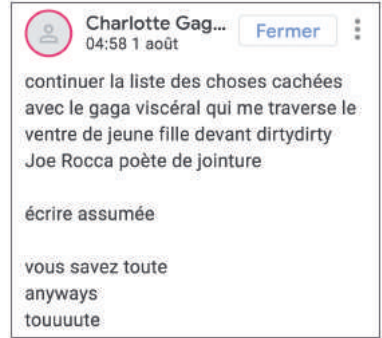 Charlotte Gag...
04:58 1 août
Fermer
continuer la liste des choses cachées
avec le gaga viscéral qui me traverse le
ventre de jeune fille devant dirtydirty
Joe Rocca poète de jointure
écrire assumée
vous savez toute
anyways
touuuute